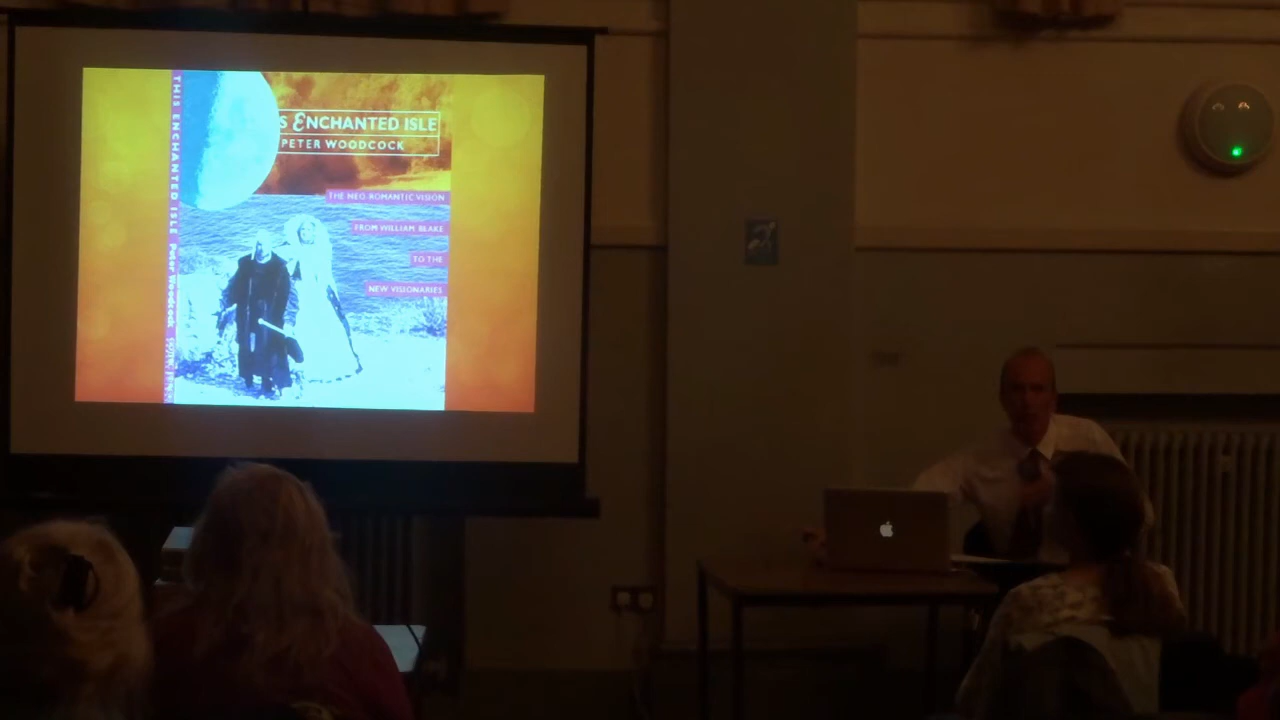 THIS ENCHANTED ISLE Peter Woodcock
S ENCHANTED ISLE
PETER WOODCOCK
THE NEO ROMANTIC VISION
FROM WILLIAM BLAKE
TO THE
NEW VISIONARIES